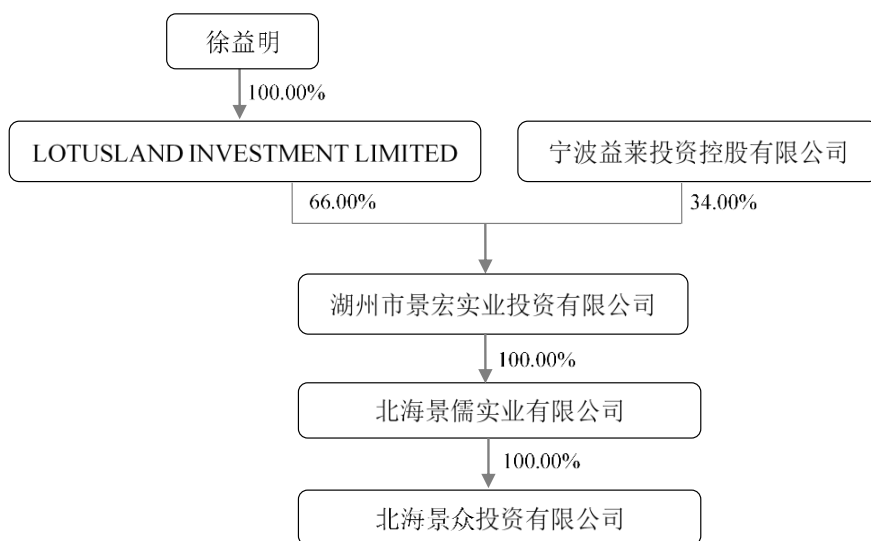 徐益明
100.00%
LOTUSLAND INVESTMENT LIMITED
宁波益莱投资控股有限公司
66.00%
34.00%
湖州市景宏实业投资有限公司
100.00%
北海景儒实业有限公司
100.00%
北海景众投资有限公司